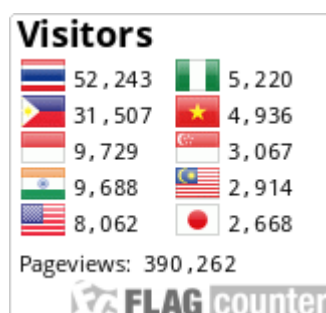 Visitors
52,243 5,220
31,507 4,936
9,729 3,067
9,688 2,914
8,062 2,668
Pageviews: 390,262
FLAG counter